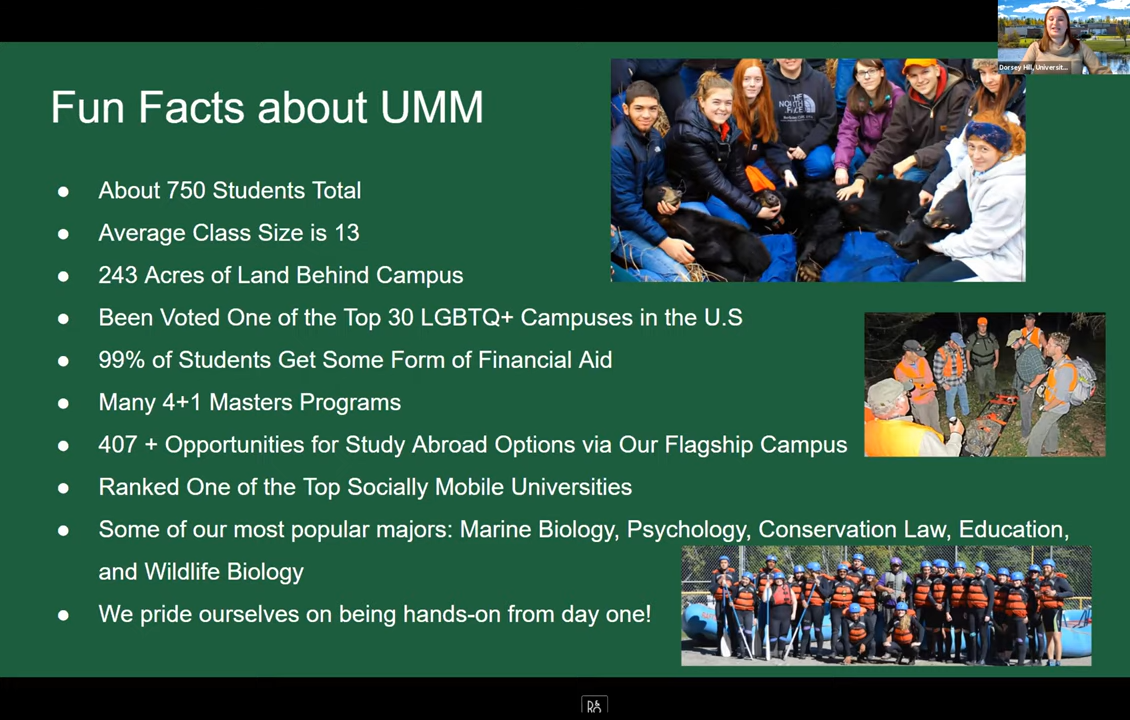 Dorsey Hill, Universit...
Fun Facts about UMM
THE
NORTH
FACE
● About 750 Students Total
● Average Class Size is 13
● 243 Acres of Land Behind Campus
● Been Voted One of the Top 30 LGBTQ+ Campuses in the U.S
● 99% of Students Get Some Form of Financial Aid
● Many 4+1 Masters Programs
● 407 + Opportunities for Study Abroad Options via Our Flagship Campus
● Ranked One of the Top Socially Mobile Universities
● Some of our most popular majors: Marine Biology, Psychology, Conservation Law, Education,
and Wildlife Biology
● We pride ourselves on being hands-on from day one!